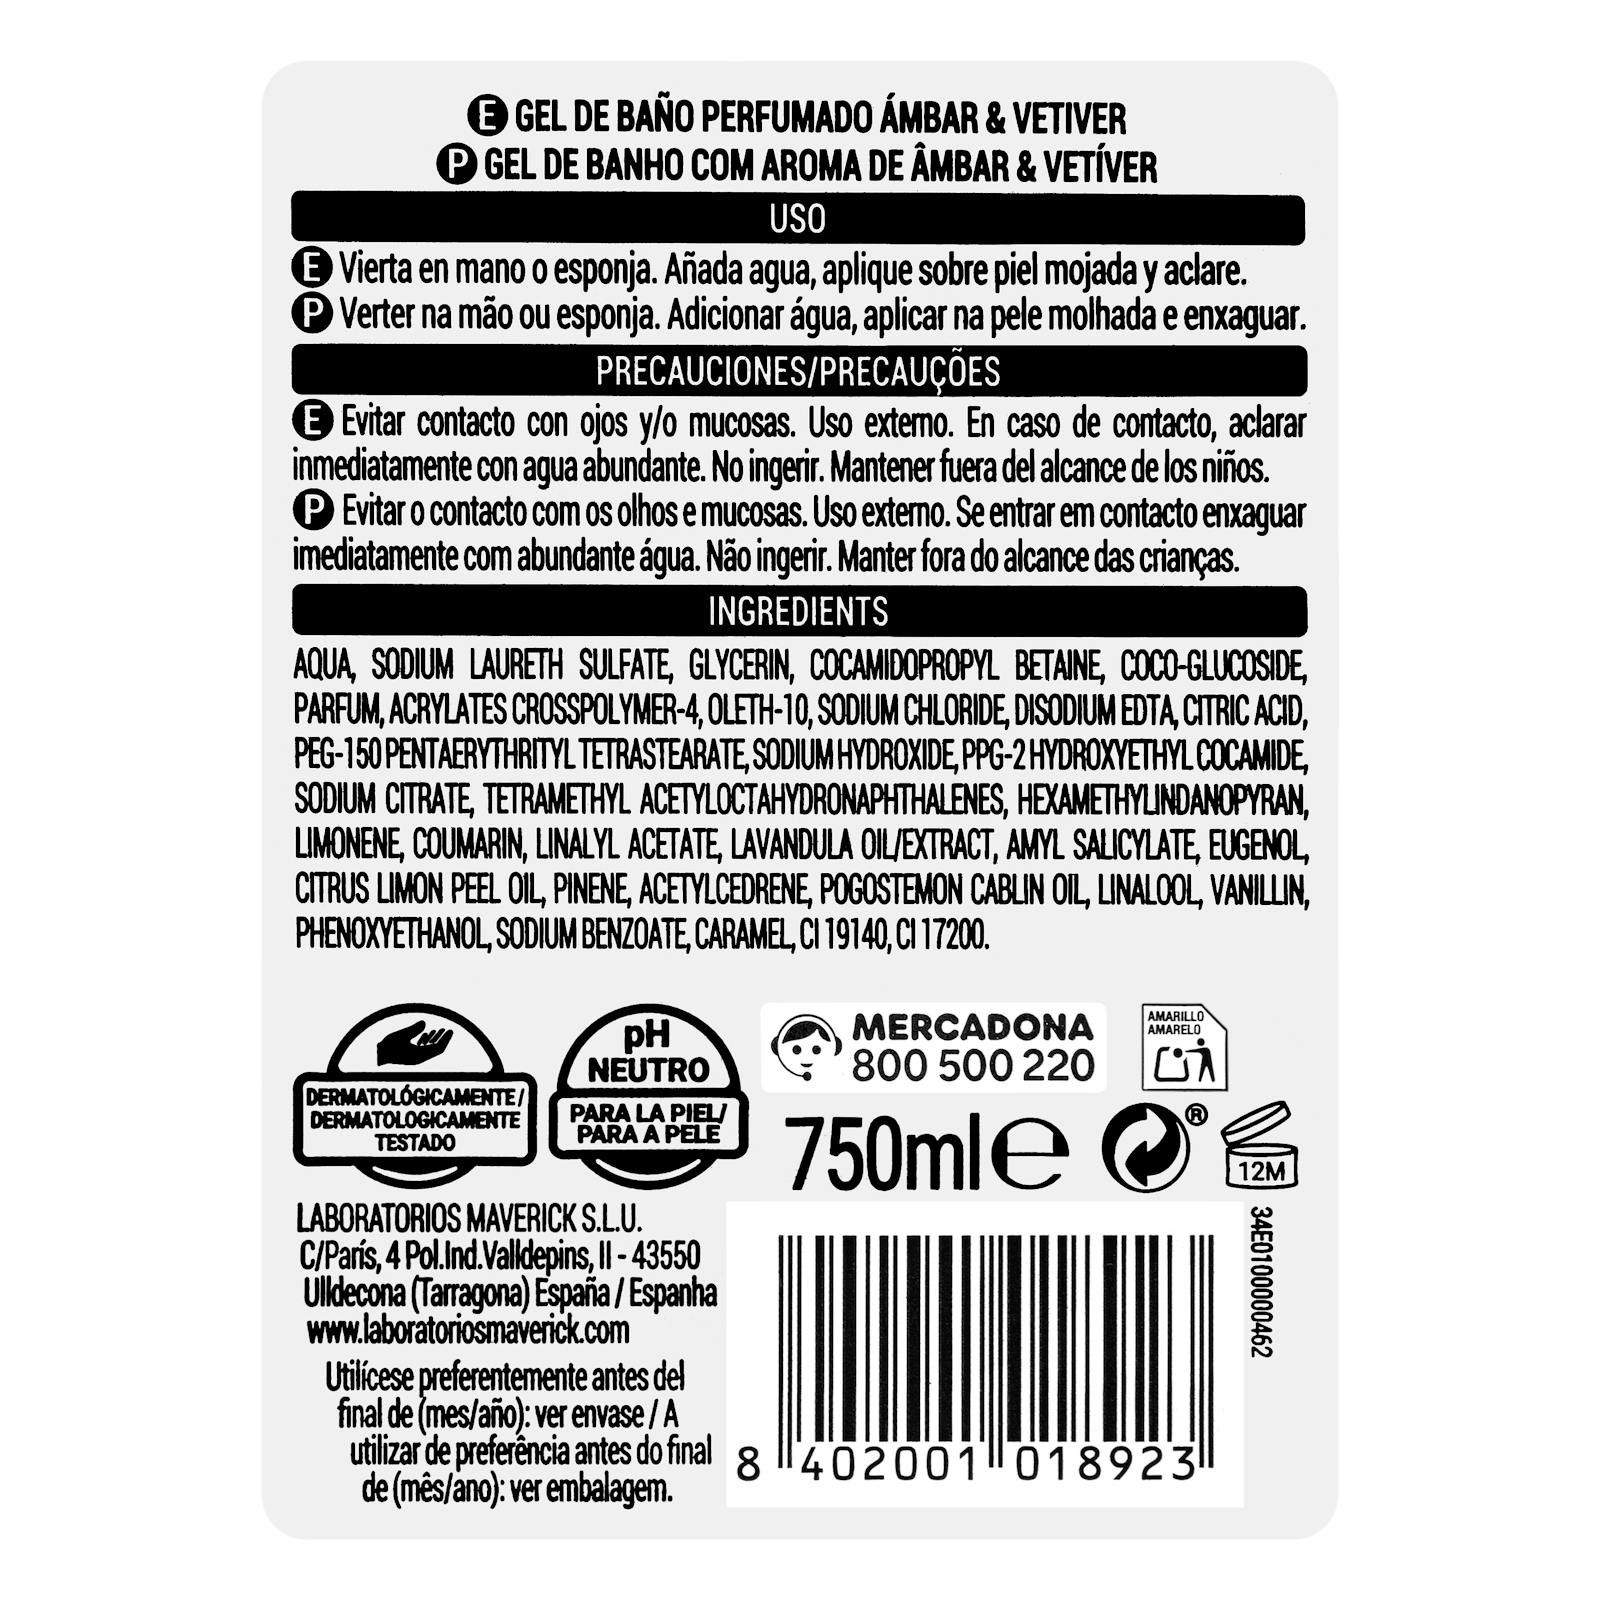 E GEL DE BAÑO PERFUMADO ÁMBAR & VETIVER
P GEL DE BANHO COM AROMA DE ÂMBAR & VETÍVER
USO
E Vierta en mano o esponja. Añada agua, aplique sobre piel mojada y aclare.
P Verter na mão ou esponja. Adicionar água, aplicar na pele molhada e enxaguar.
PRECAUCIONES/PRECAUÇÕES
E Evitar contacto con ojos y/o mucosas. Uso externo. En caso de contacto, aclarar
inmediatamente con agua abundante. No ingerir. Mantener fuera del alcance de los niños.
P Evitar o contacto com os olhos e mucosas. Uso externo. Se entrar em contacto enxaguar
imediatamente com abundante água. Não ingerir. Manter fora do alcance das crianças.
INGREDIENTS
AQUA, SODIUM LAURETH SULFATE, GLYCERIN, COCAMIDOPROPYL BETAINE, COCO-GLUCOSIDE,
PARFUM, ACRYLATES CROSSPOLYMER-4, OLETH-10, SODIUM CHLORIDE, DISODIUM EDTA, CITRIC ACID,
PEG-150 PENTAERYTHRITYL TETRASTEARATE, SODIUM HYDROXIDE, PPG-2 HYDROXYETHYL COCAMIDE,
SODIUM CITRATE, TETRAMETHYL ACETYLOCTAHYDRONAPHTHALENES, HEXAMETHYLINDANOPYRAN,
LIMONENE, COUMARIN, LINALYL ACETATE, LAVANDULA OIL/EXTRACT, AMYL SALICYLATE, EUGENOL,
CITRUS LIMON PEEL OIL, PINENE, ACETYLCEDRENE, POGOSTEMON CABLIN OIL, LINALOOL, VANILLIN,
PHENOXYETHANOL, SODIUM BENZOATE, CARAMEL, CI 19140, CI 17200.
DERMATOLÓGICAMENTE/
DERMATOLOGICAMENTE
TESTADO
pH
NEUTRO
PARA LA PIEL/
PARA A PELE
MERCADONA
800 500 220
AMARILLO
AMARELO
750ml e
®
12M
LABORATORIOS MAVERICK S.L.U.
C/París, 4 Pol.Ind.Valldepins, II - 43550
Ulldecona (Tarragona) España / Espanha
www.laboratoriosmaverick.com
Utilícese preferentemente antes del
final de (mes/año): ver envase / A
utilizar de preferência antes do final
de (mês/ano): ver embalagem.
34E0100000462
8 402001 018923